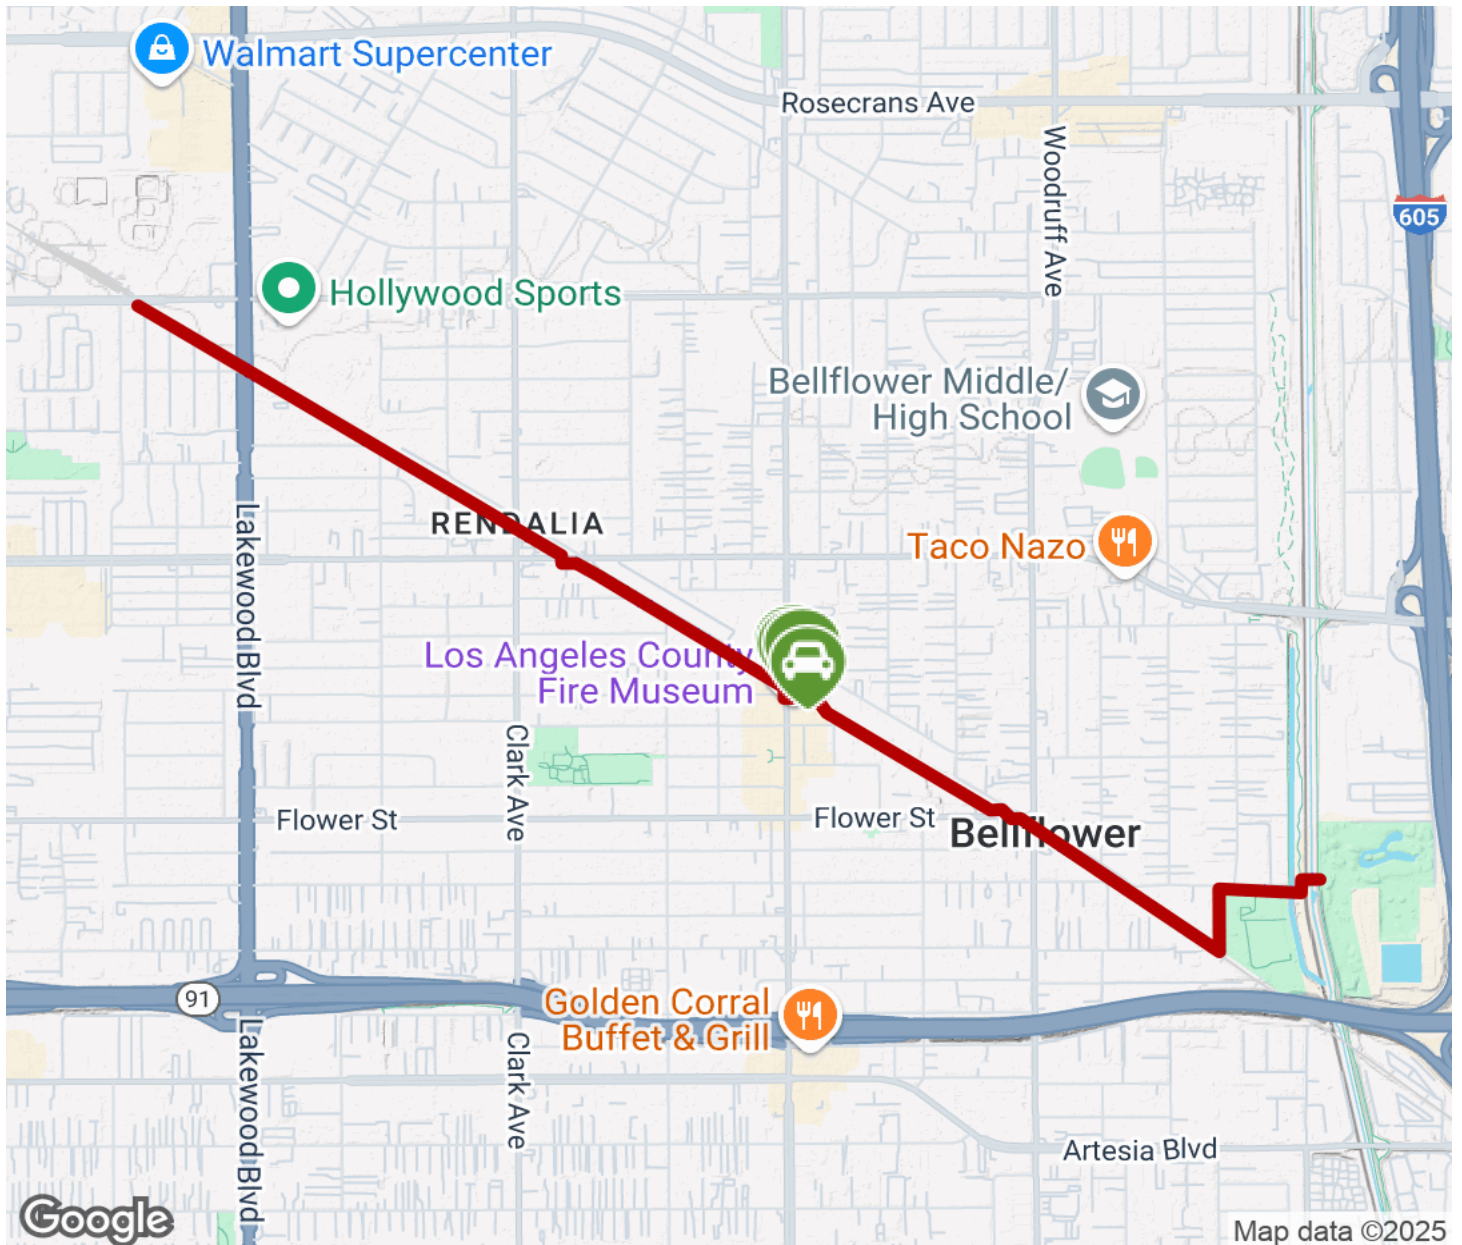 Walmart Supercenter
Rosecrans Ave
Woodruff Ave
605
Hollywood Sports
Bellflower Middle/
High School
RENDALIA
Taco Nazo
Lakewood Blvd
Los Angeles County
Fire Museum
Clark Ave
Flower St
Flower St
Bellflower
91
Golden Corral
Buffet & Grill
Lakewood Blvd
Clark Ave
Artesia Blvd
Google
Map data ©2025